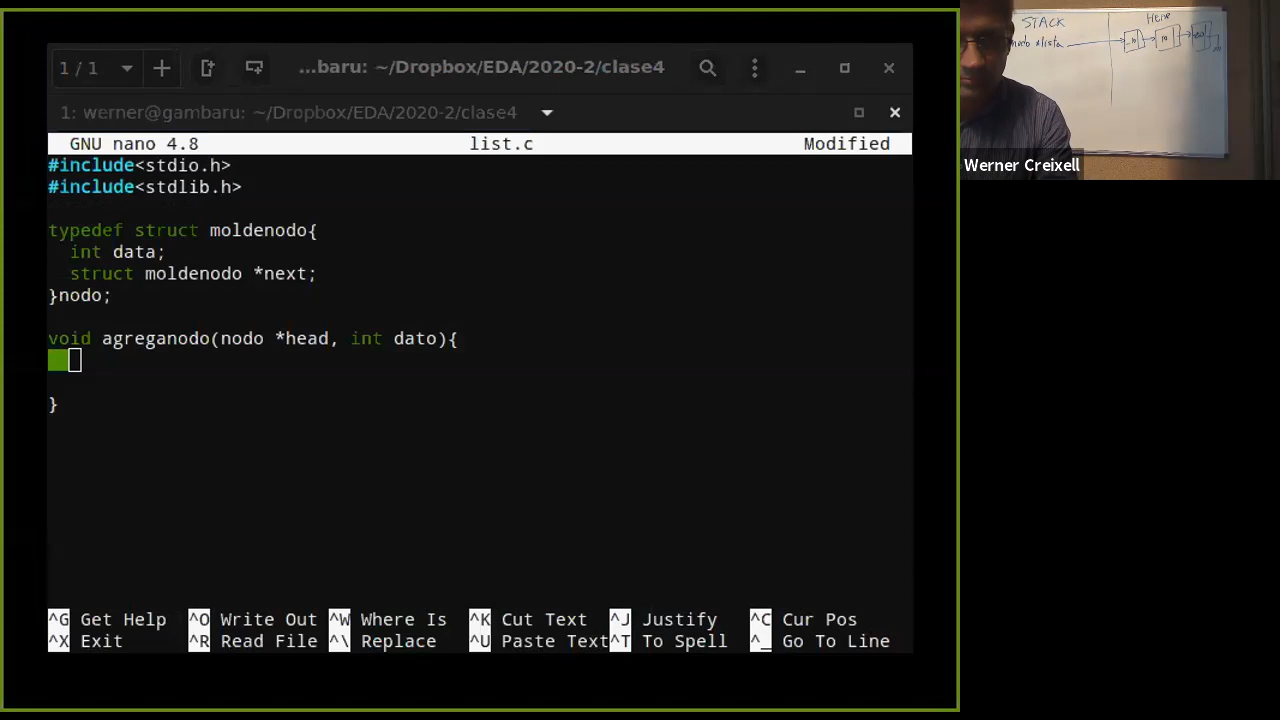 1 / 1 ...baru: ~/Dropbox/EDA/2020-2/clase4
1: werner@gambaru: ~/Dropbox/EDA/2020-2/clase4
GNU nano 4.8 list.c Modified
#include<stdio.h>
#include<stdlib.h>
typedef struct moldenodo{
int data;
struct moldenodo *next;
}nodo;
void agreganodo(nodo *head, int dato){
}
^G Get Help ^O Write Out ^W Where Is ^K Cut Text ^J Justify ^C Cur Pos
^X Exit ^R Read File ^\ Replace ^U Paste Text ^T To Spell ^_ Go To Line
STACK Heap
nodo *lista
Werner Creixell